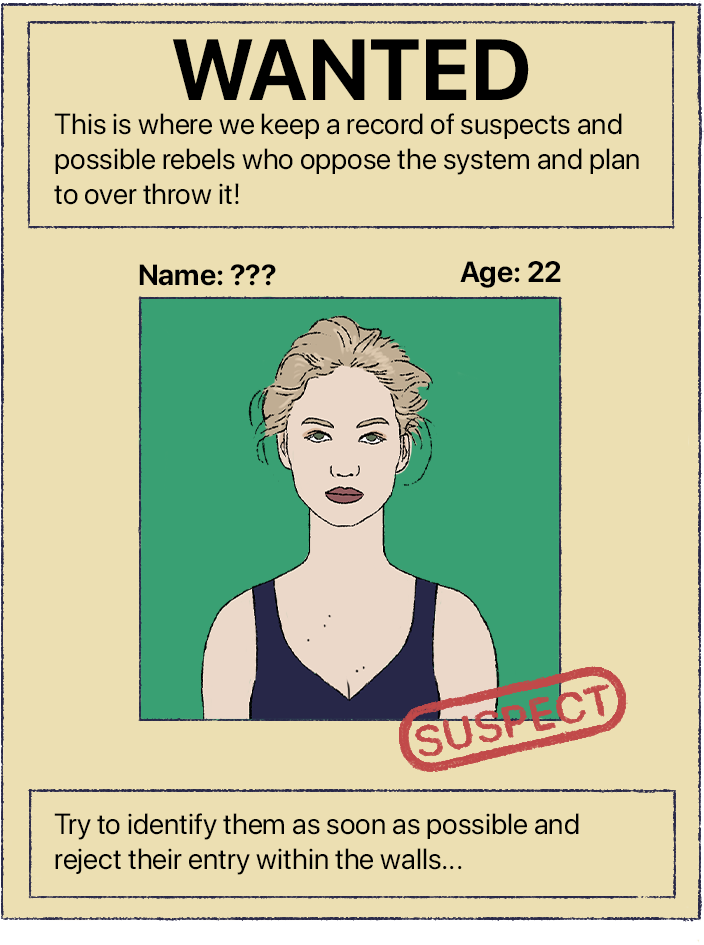 WANTED
This is where we keep a record of suspects and
possible rebels who oppose the system and plan
to over throw it!
Name: ???
Age: 22
SUSPECT
Try to identify them as soon as possible and
reject their entry within the walls...